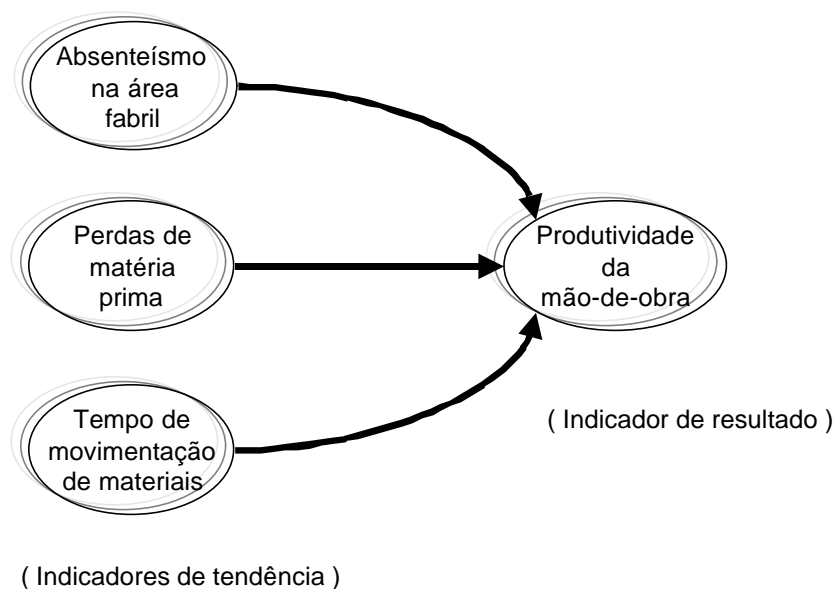 Absenteísmo
na área
fabril
Perdas de
matéria
prima
Produtividade
da
mão-de-obra
Tempo de
movimentação
de materiais
( Indicador de resultado )
( Indicadores de tendência )